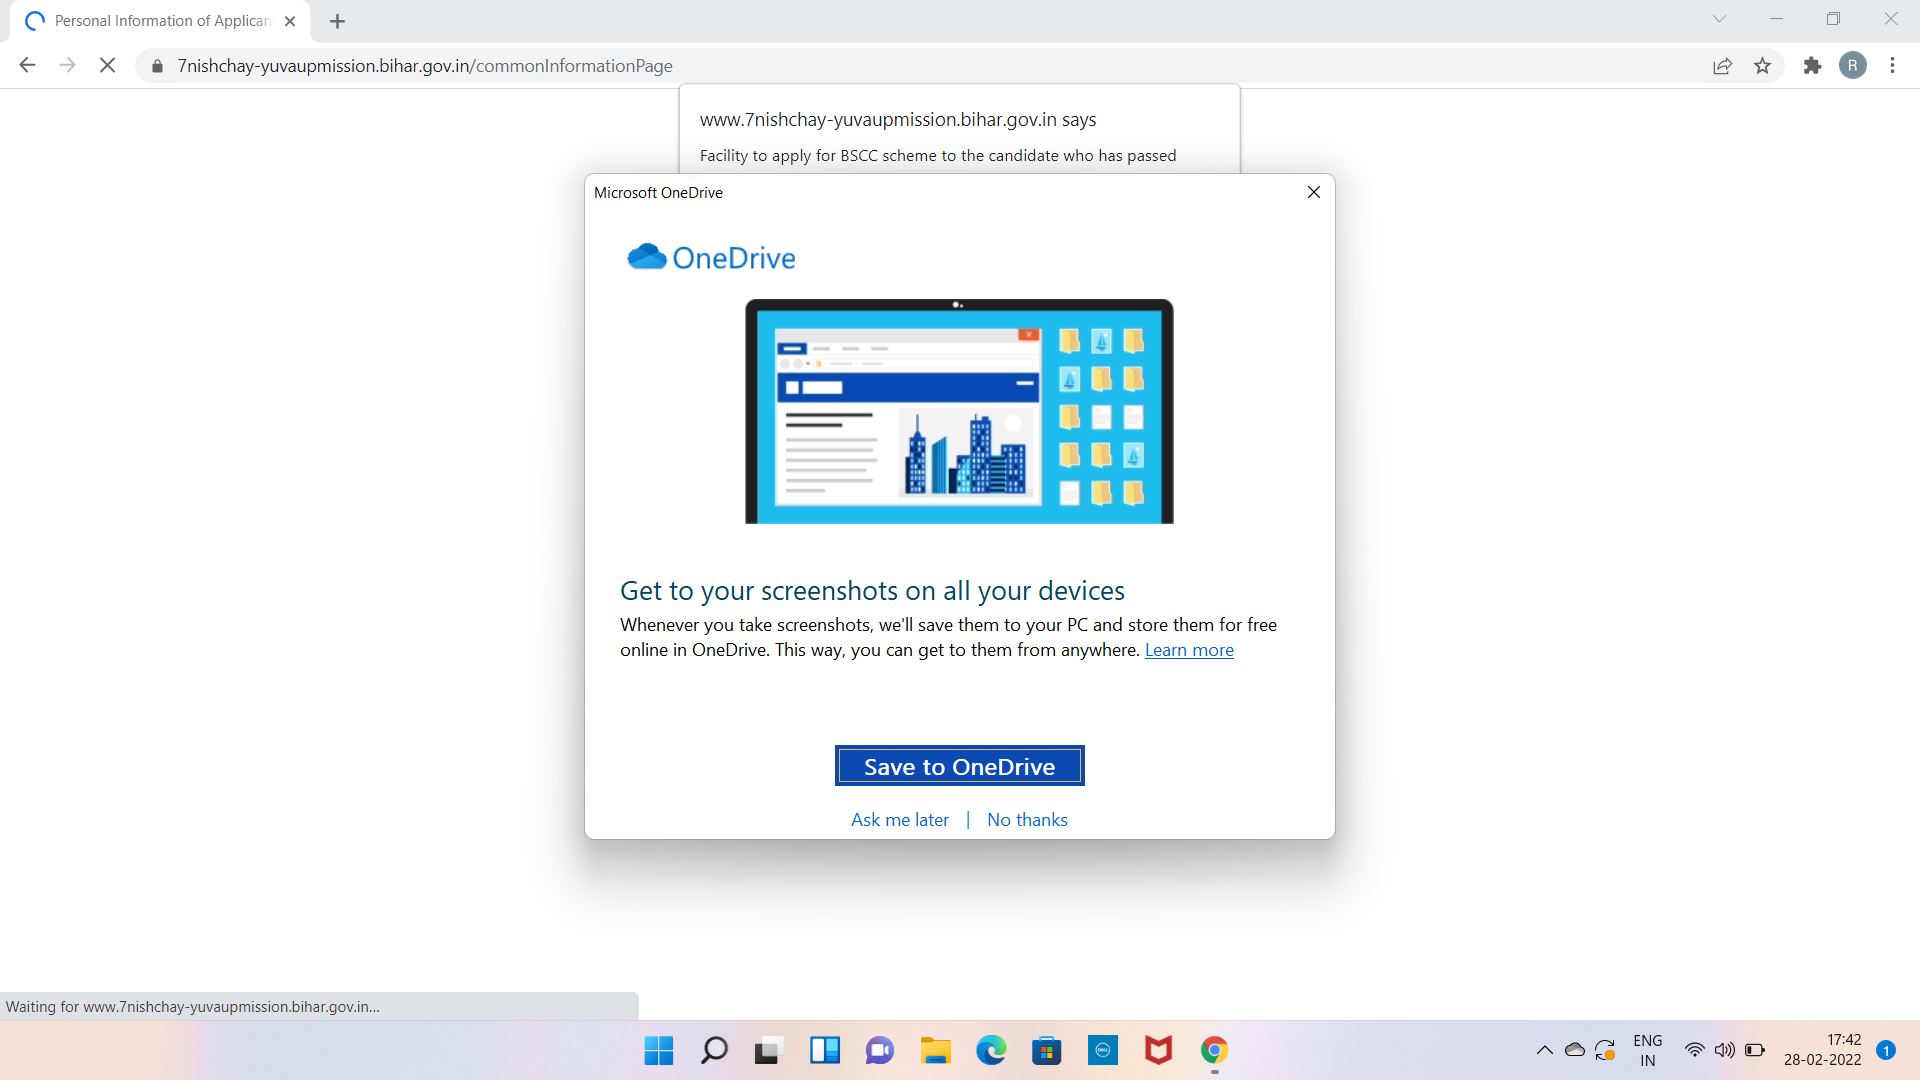 Personal Information of Applican
7nishchay-yuvaupmission.bihar.gov.in/commonInformationPage
R
www.7nishchay-yuvaupmission.bihar.gov.in says
Facility to apply for BSCC scheme to the candidate who has passed
Microsoft OneDrive
OneDrive
Get to your screenshots on all your devices
Whenever you take screenshots, we'll save them to your PC and store them for free
online in OneDrive. This way, you can get to them from anywhere. Learn more
Save to OneDrive
Ask me later | No thanks
Waiting for www.7nishchay-yuvaupmission.bihar.gov.in...
DELL
ENG
IN
17:42
28-02-2022
1